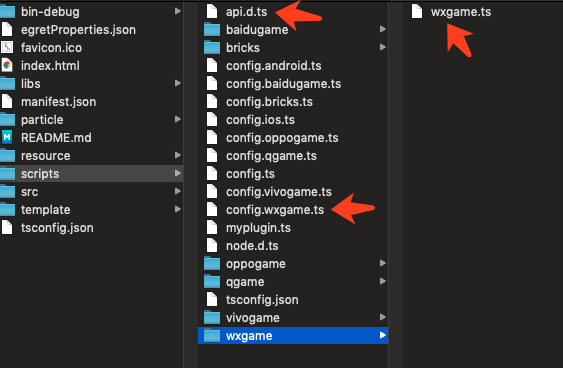 bin-debug
egretProperties.json
favicon.ico
index.html
libs
manifest.json
particle
README.md
resource
scripts
src
template
tsconfig.json
api.d.ts
baidugame
bricks
config.android.ts
config.baidugame.ts
config.bricks.ts
config.ios.ts
config.oppogame.ts
config.qgame.ts
config.ts
config.vivogame.ts
config.wxgame.ts
myplugin.ts
node.d.ts
oppogame
qgame
tsconfig.json
vivogame
wxgame
wxgame.ts